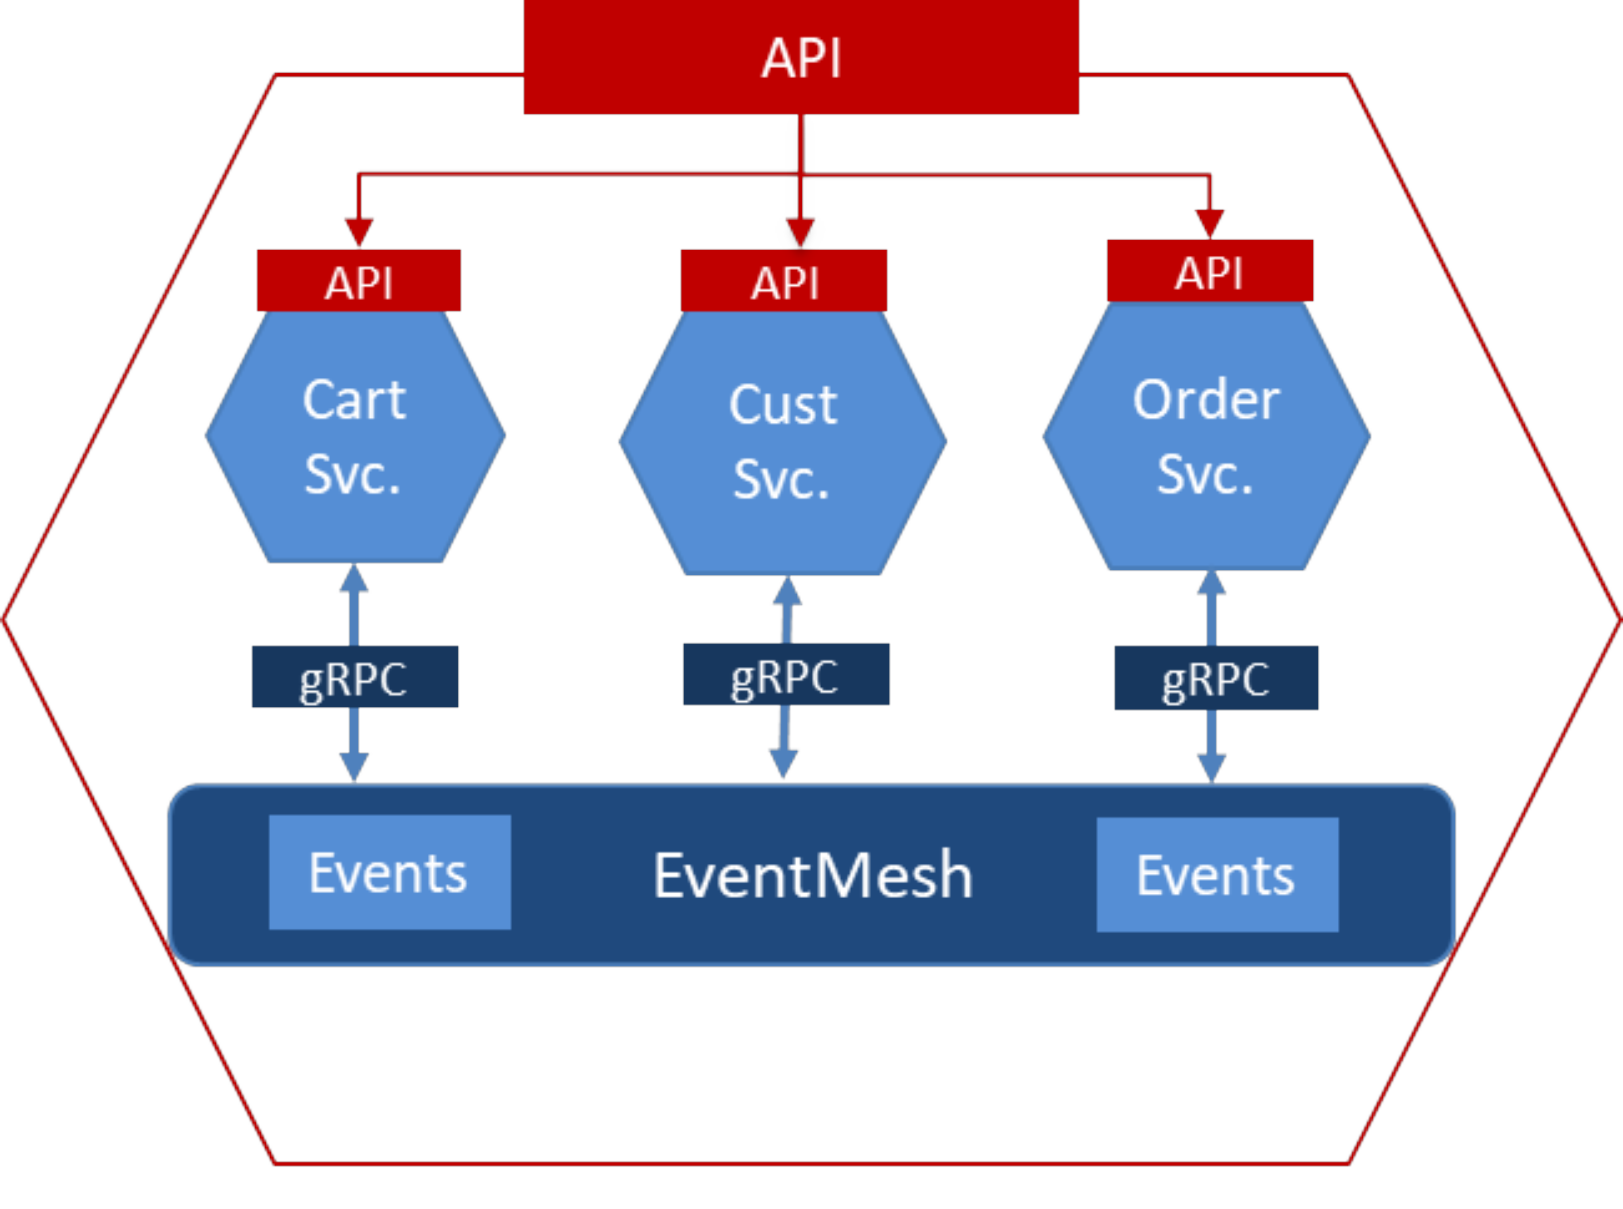 API
API
API
API
Cart
Svc.
Cust
Svc.
Order
Svc.
gRPC
gRPC
gRPC
Events
EventMesh
Events